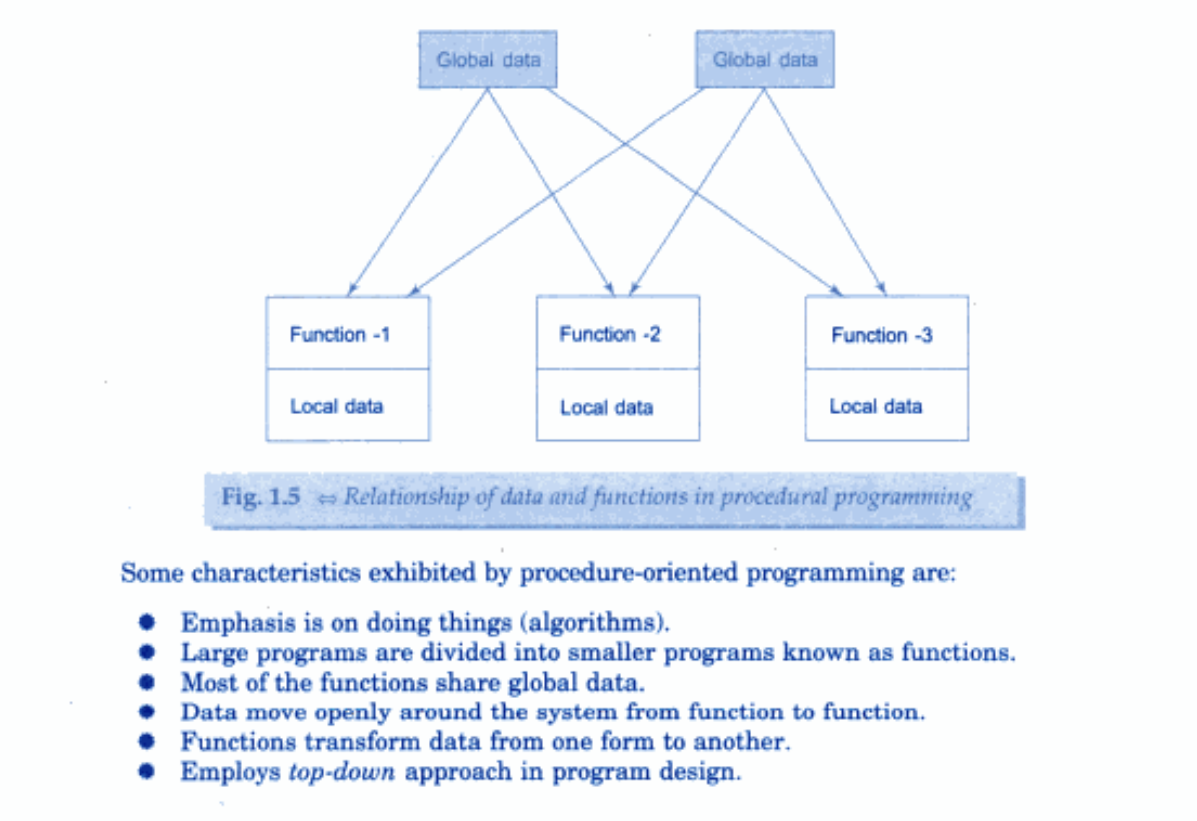 Global data Global data
Function -1 Function -2 Function -3
Local data Local data Local data
Fig. 1.5 ⇔ Relationship of data and functions in procedural programming
Some characteristics exhibited by procedure-oriented programming are:
● Emphasis is on doing things (algorithms).
● Large programs are divided into smaller programs known as functions.
● Most of the functions share global data.
● Data move openly around the system from function to function.
● Functions transform data from one form to another.
● Employs top-down approach in program design.